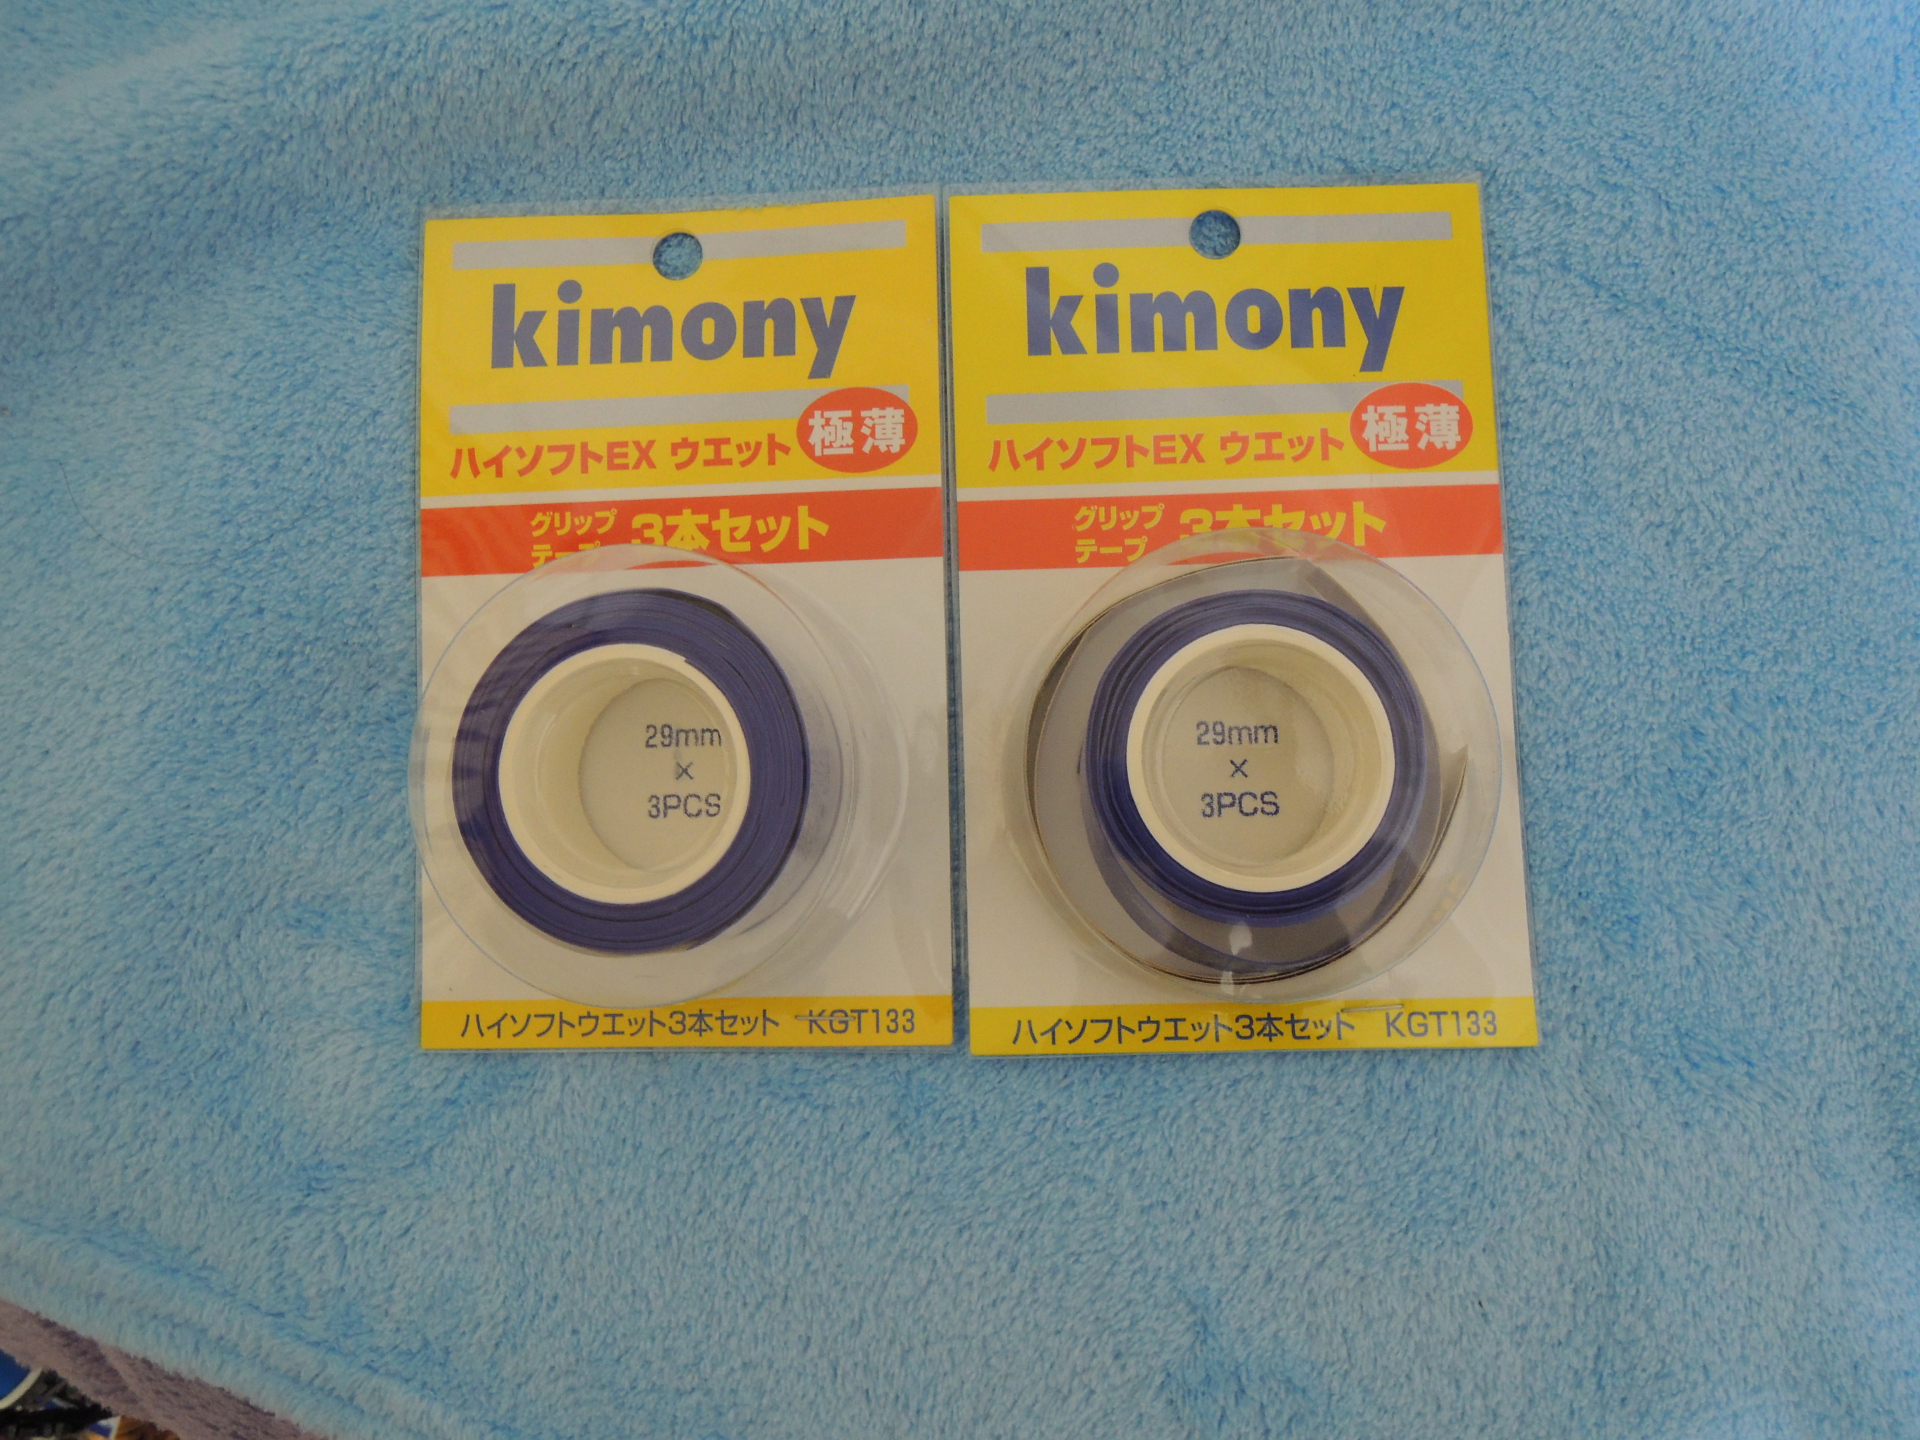 kimony
極薄
ハイソフトEX ウエット
グリップ
テープ
3本セット
29mm
×
3PCS
ハイソフトウエット3本セット KGT133
kimony
極薄
ハイソフトEX ウエット
グリップ
テープ
3本セット
29mm
×
3PCS
ハイソフトウエット3本セット KGT133